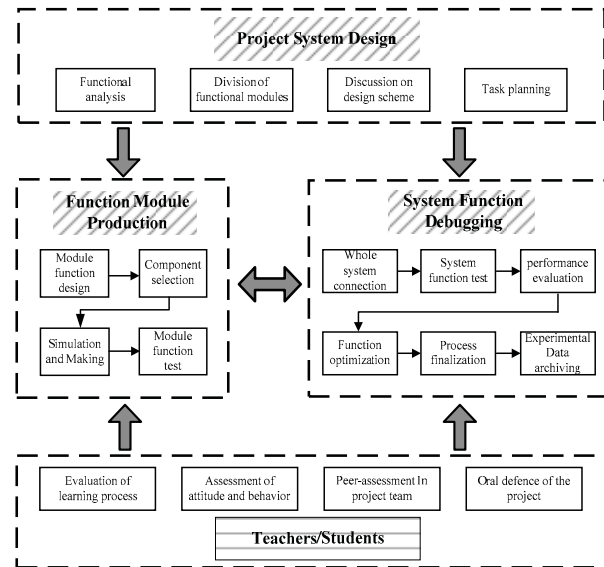 Project System Design
Functional
analysis
Division of
functional modules
Discussion on
design scheme
Task planning
Function Module
Production
Module
function
design
Component
selection
Simulation
and Making
Module
function
test
System Function
Debugging
Whole
system
connection
System
function test
performance
evaluation
Function
optimization
Process
finalization
Experimental
Data
archiving
Evaluation of
learning process
Assessment of
attitude and behavior
Peer-assessment In
project team
Oral defence of the
project
Teachers/Students